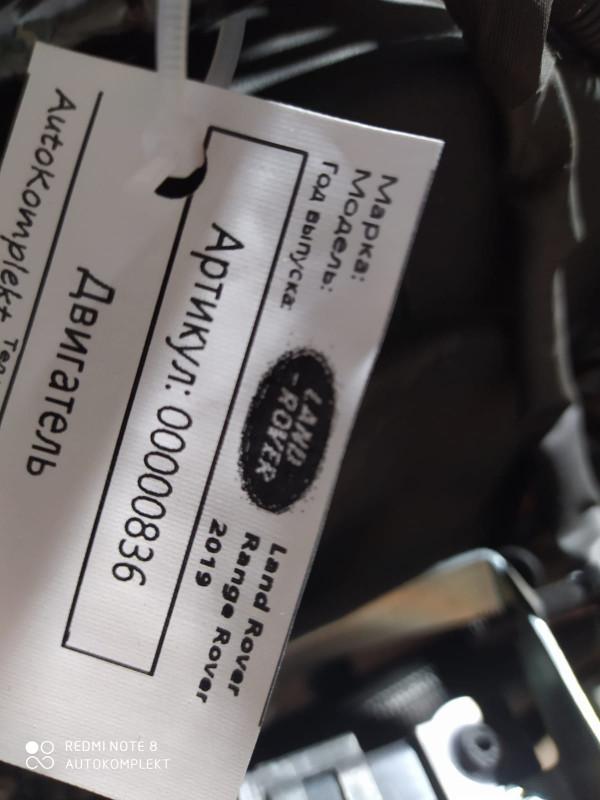 Марка: Land Rover
Модель: Range Rover
Год выпуска: 2019
LAND
-ROVER
Артикул: 00000836
Двигатель
Autokomplekt Тел.:
REDMI NOTE 8
AUTOKOMPLEKT